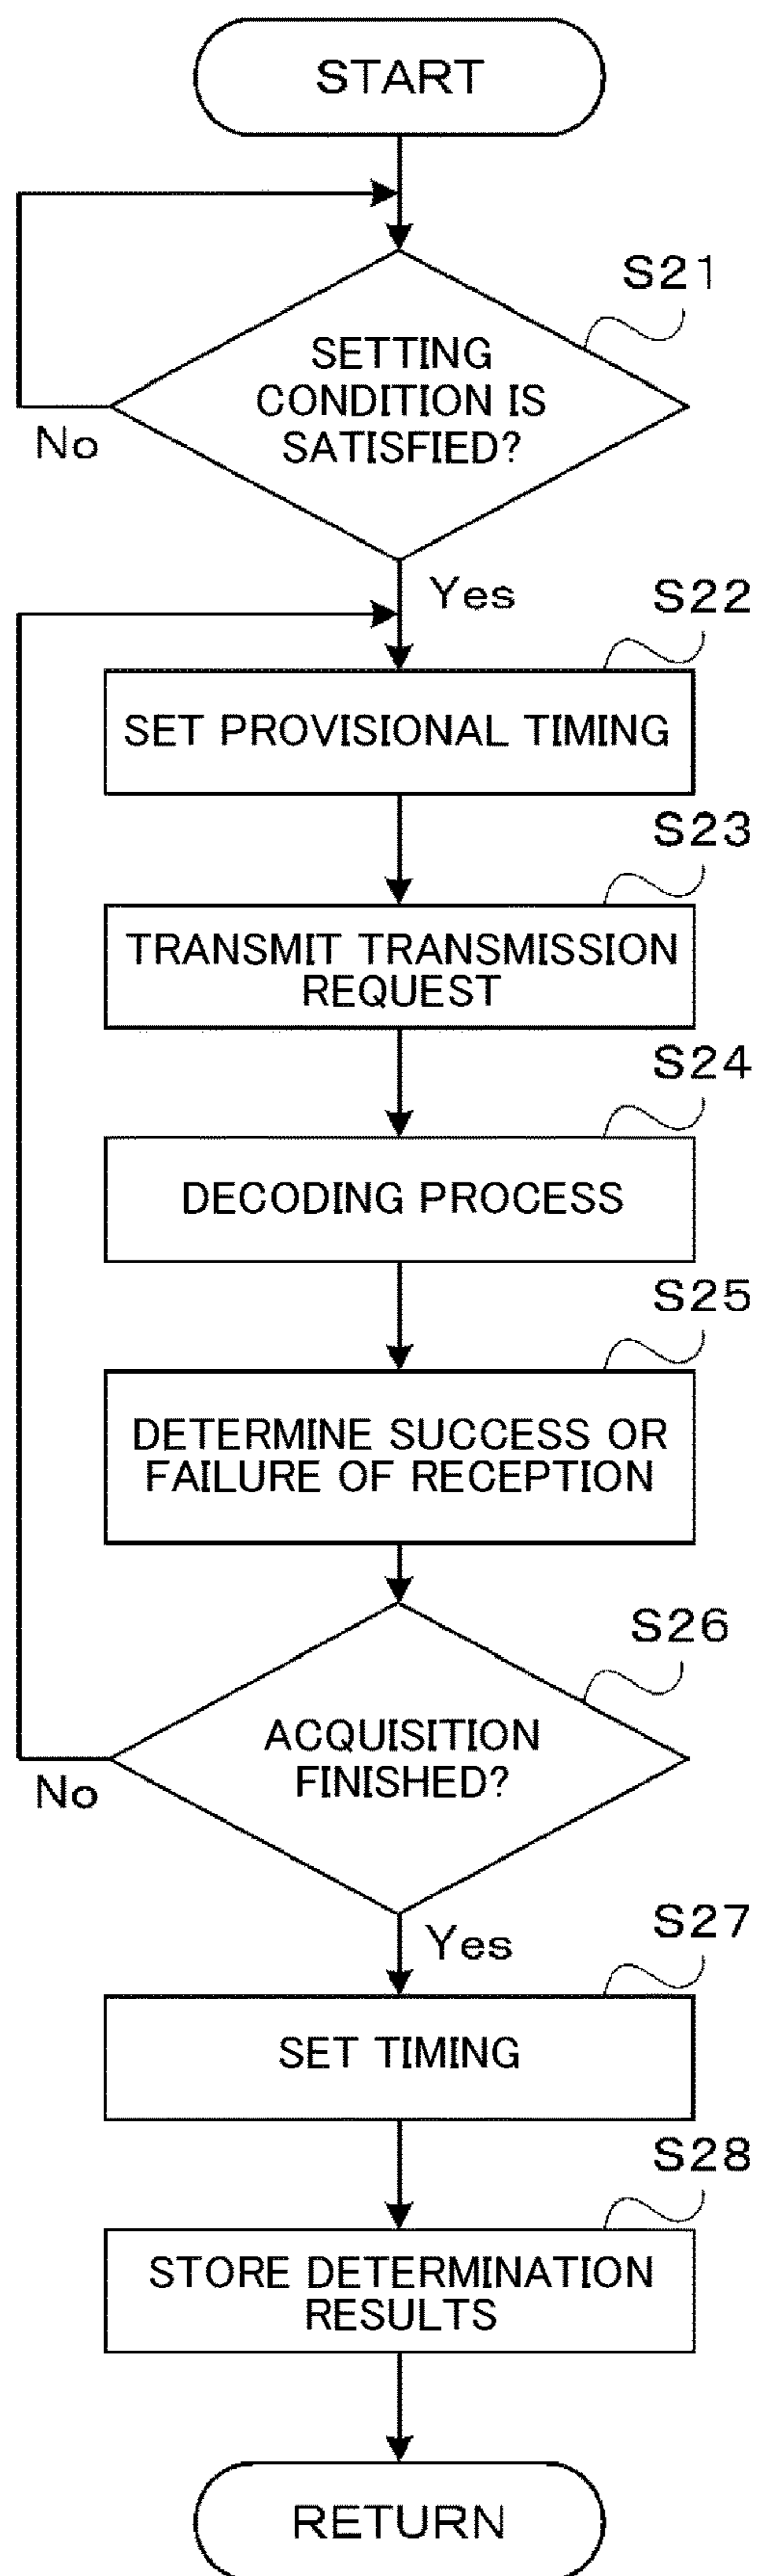 START
S21
SETTING
CONDITION IS
SATISFIED?
No
Yes
S22
SET PROVISIONAL TIMING
S23
TRANSMIT TRANSMISSION
REQUEST
S24
DECODING PROCESS
S25
DETERMINE SUCCESS OR
FAILURE OF RECEPTION
S26
ACQUISITION
FINISHED?
No
Yes
S27
SET TIMING
S28
STORE DETERMINATION
RESULTS
RETURN